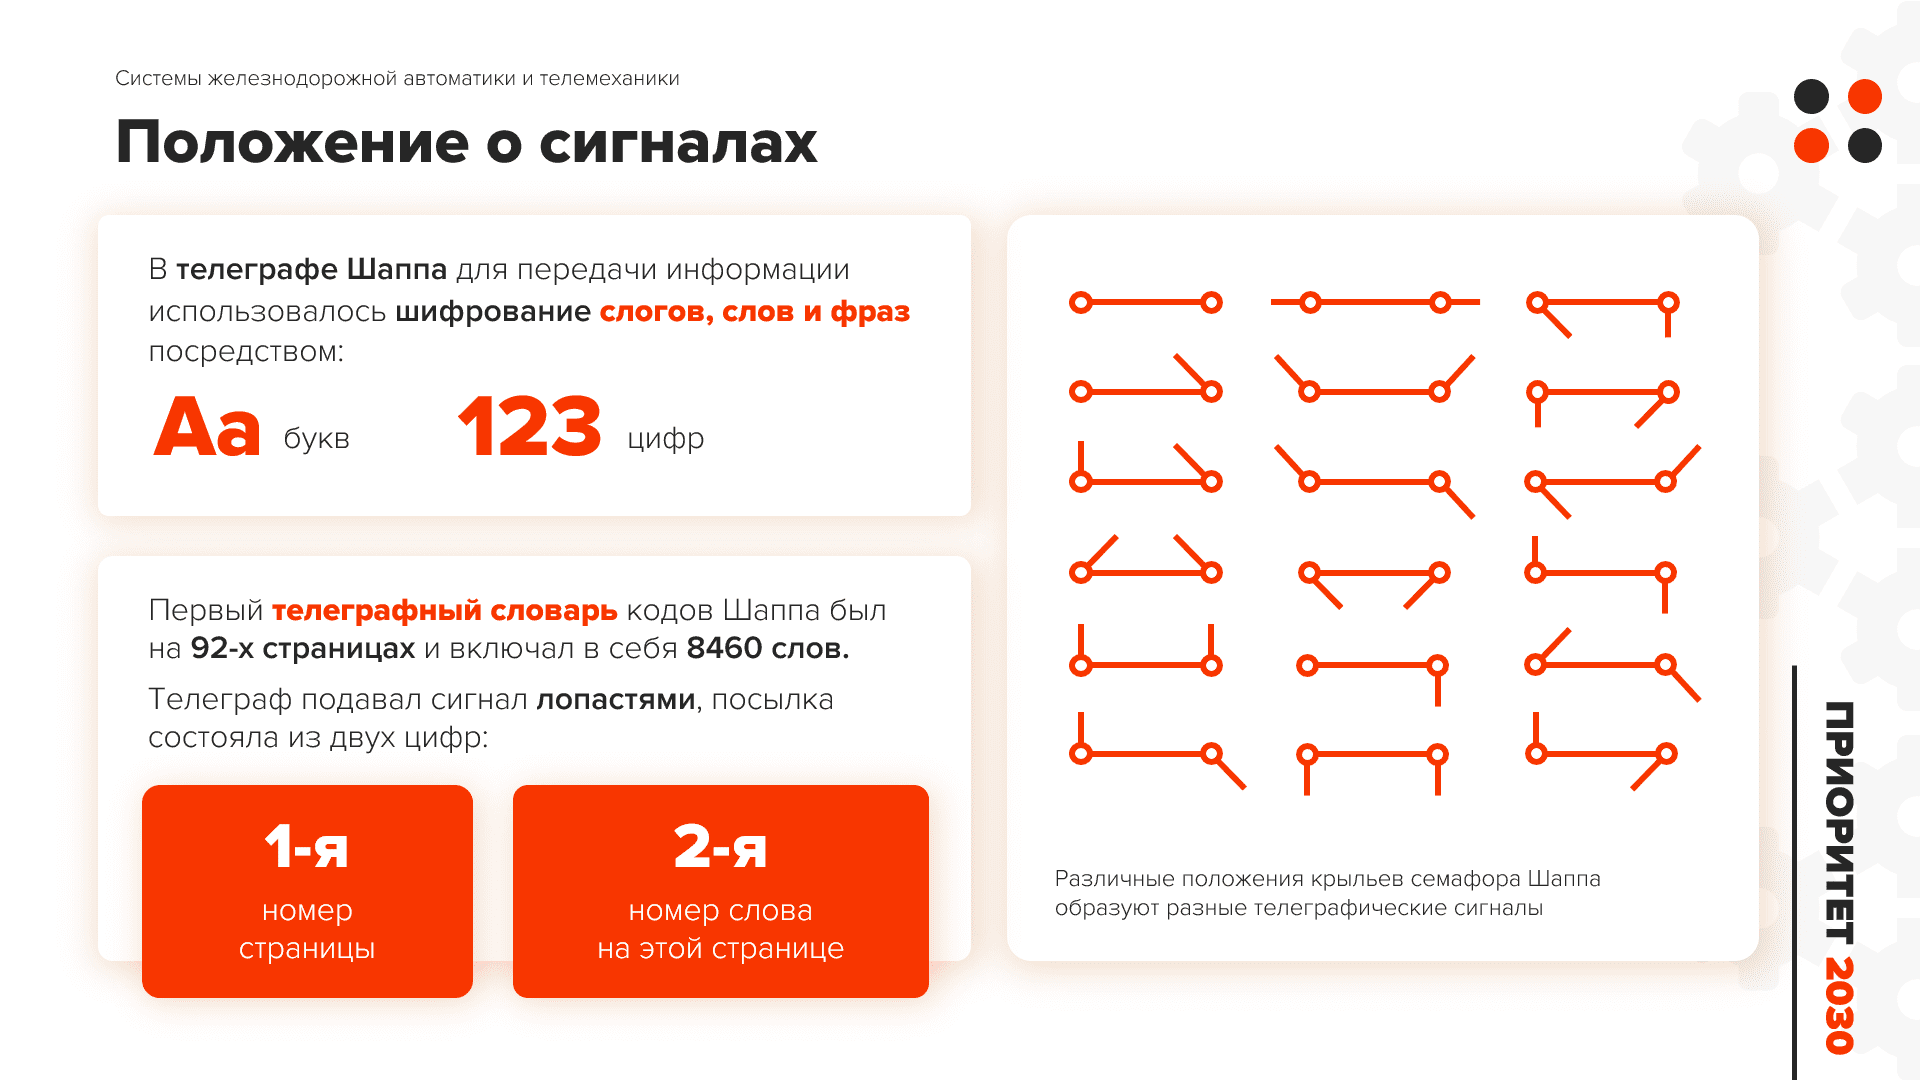 Системы железнодорожной автоматики и телемеханики
Положение о сигналах
В телеграфе Шаппа для передачи информации
использовалось шифрование слогов, слов и фраз
посредством:
Аа букв 123 цифр
Первый телеграфный словарь кодов Шаппа был
на 92-х страницах и включал в себя 8460 слов.
Телеграф подавал сигнал лопастями, посылка
состояла из двух цифр:
1-я
номер
страницы
2-я
номер слова
на этой странице
Различные положения крыльев семафора Шаппа
образуют разные телеграфические сигналы
ПРИОРИТЕТ 2030